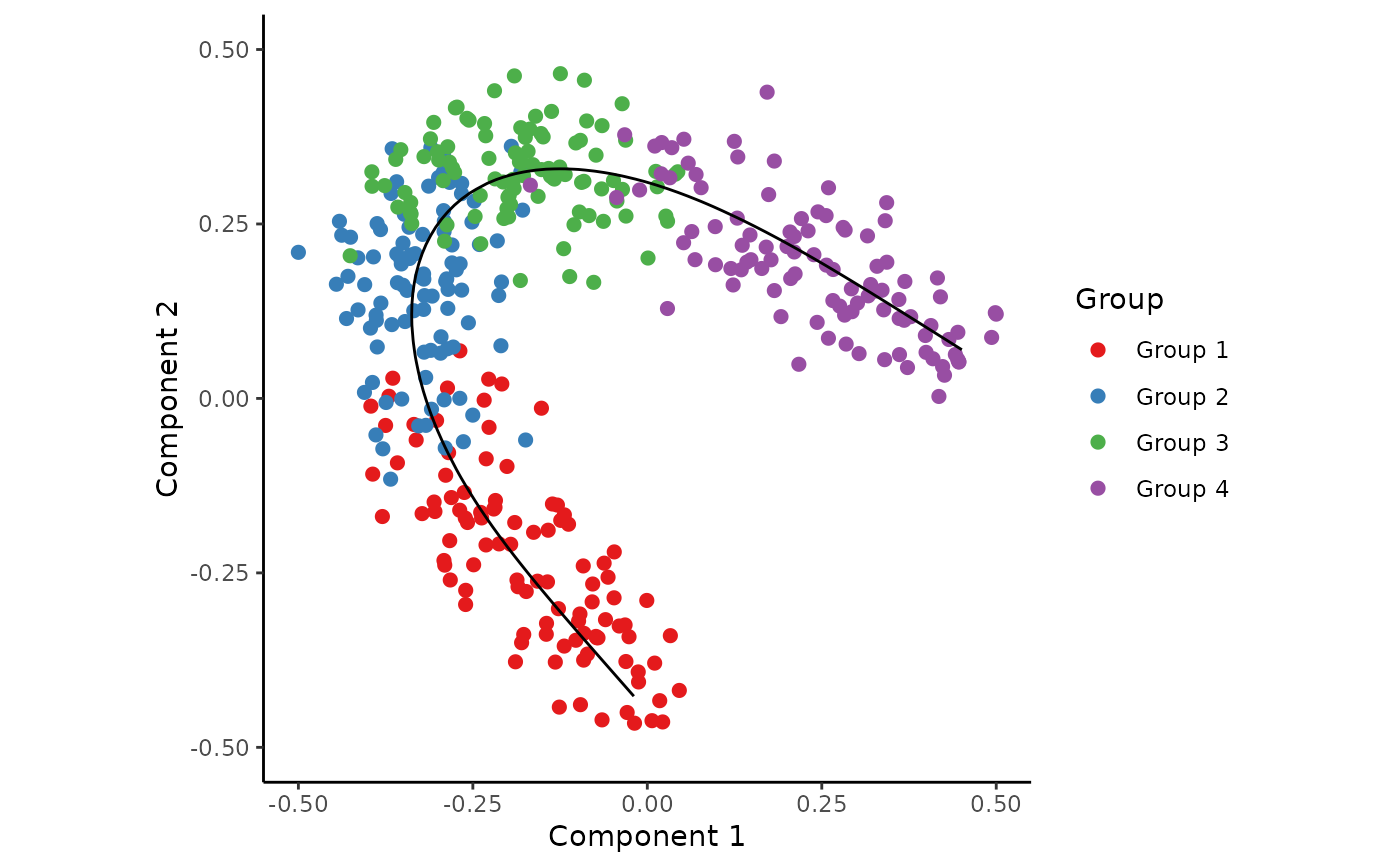 0.50
0.25
0.00
-0.25
-0.50
Component 2
-0.50 -0.25 0.00 0.25 0.50
Component 1
Group
Group 1
Group 2
Group 3
Group 4